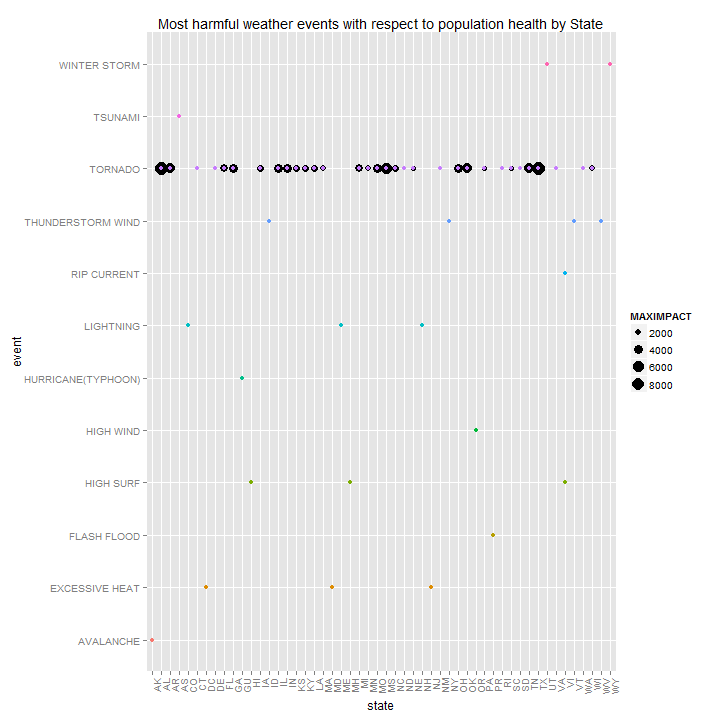 Most harmful weather events with respect to population health by State
WINTER STORM
TSUNAMI
TORNADO
THUNDERSTORM WIND
RIP CURRENT
LIGHTNING
HURRICANE(TYPHOON)
HIGH WIND
HIGH SURF
FLASH FLOOD
EXCESSIVE HEAT
AVALANCHE
event
AK AL AR AS CO CT DC DE FL GA GU HI IA ID IL IN KS KY LA MA MD ME MH MI MN MO MS NC ND NE NH NJ NM NY OH OK OR PA PR RI SC SD TN TX UT VA VI VT WA WI WV WY
state
MAXIMPACT
2000
4000
6000
8000